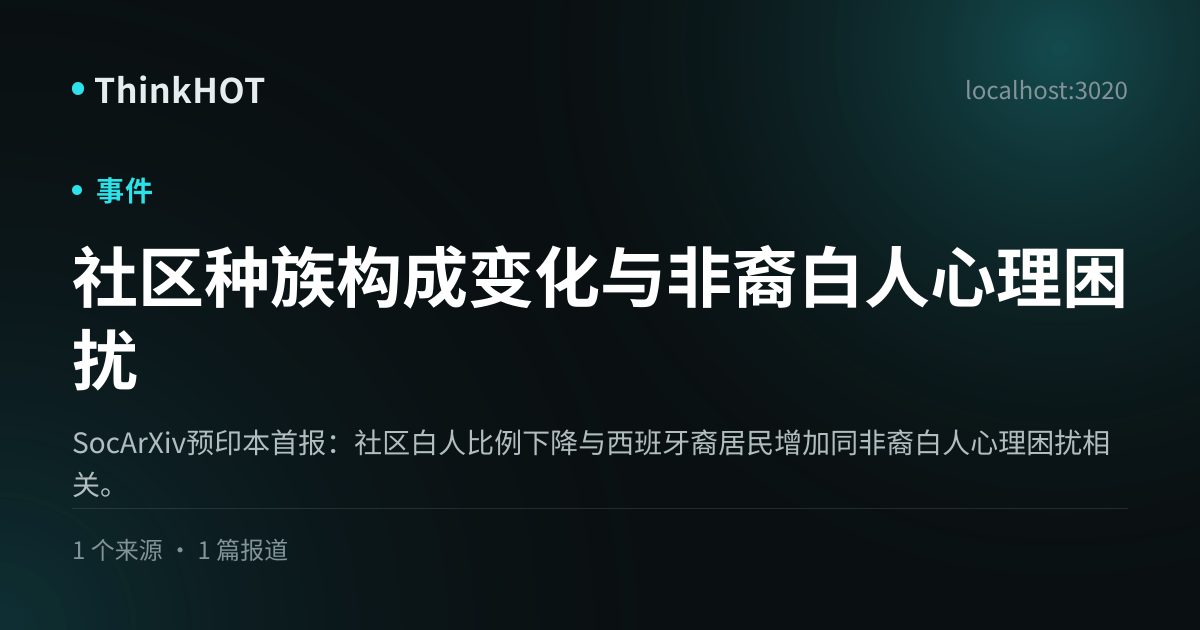 ThinkHOT
localhost:3020
事件
社区种族构成变化与非裔白人心理困
扰
SocArXiv预印本首报：社区白人比例下降与西班牙裔居民增加同非裔白人心理困扰相
关。
1 个来源 · 1 篇报道